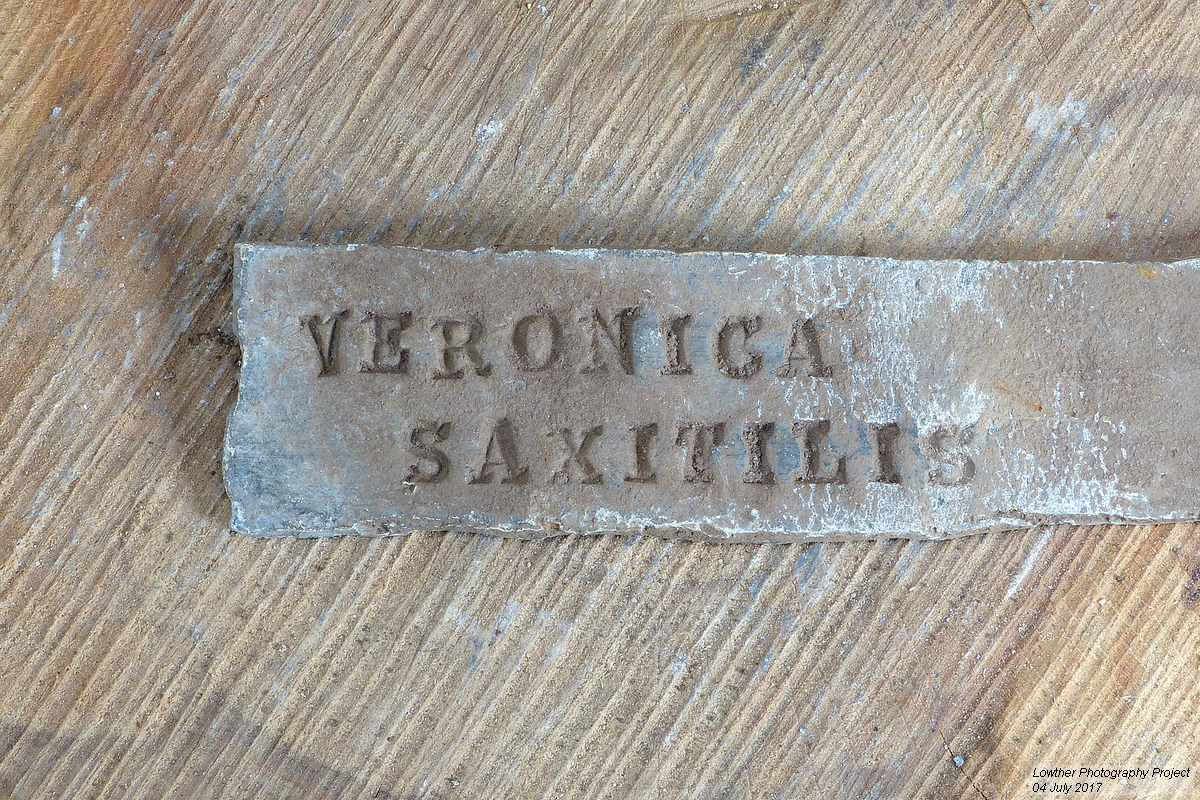 VERONICA
SAXITILIS
Lowther Photography Project
04 July 2017